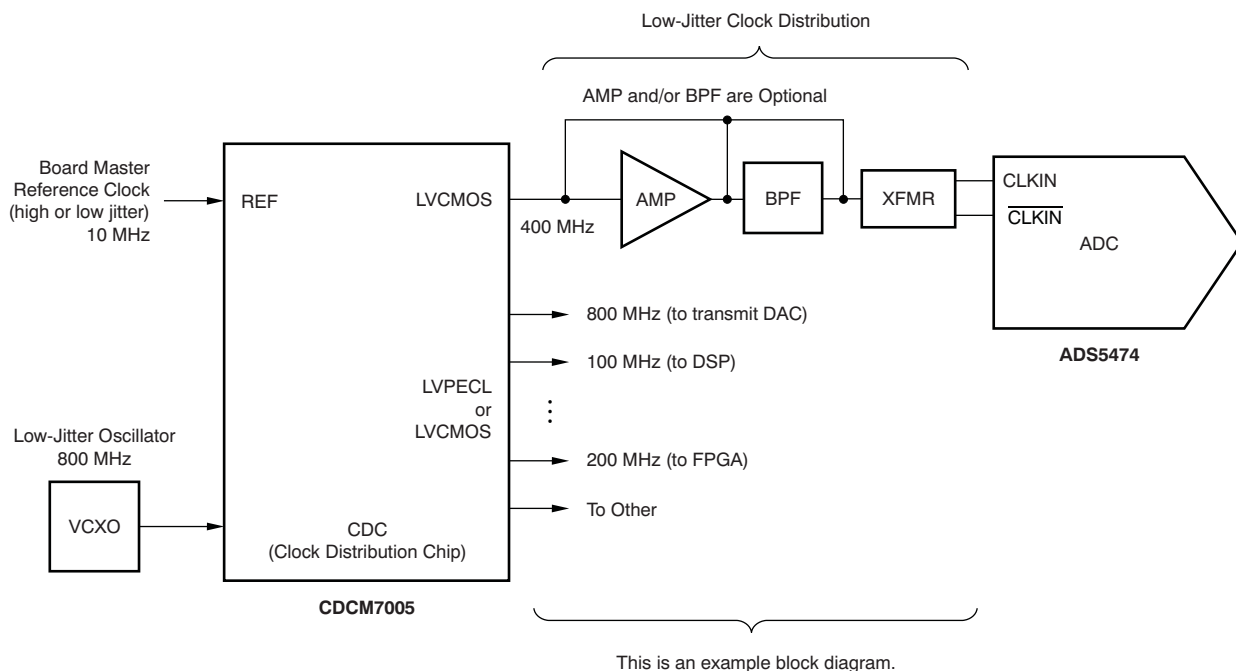 Low-Jitter Clock Distribution
AMP and/or BPF are Optional
Board Master
Reference Clock
(high or low jitter)
10 MHz
REF
LVCMOS
400 MHz
AMP
BPF
XFMR
CLKIN
CLKIN
ADC
ADS5474
800 MHz (to transmit DAC)
100 MHz (to DSP)
LVPECL
or
LVCMOS
200 MHz (to FPGA)
To Other
Low-Jitter Oscillator
800 MHz
VCXO
CDC
(Clock Distribution Chip)
CDCM7005
This is an example block diagram.